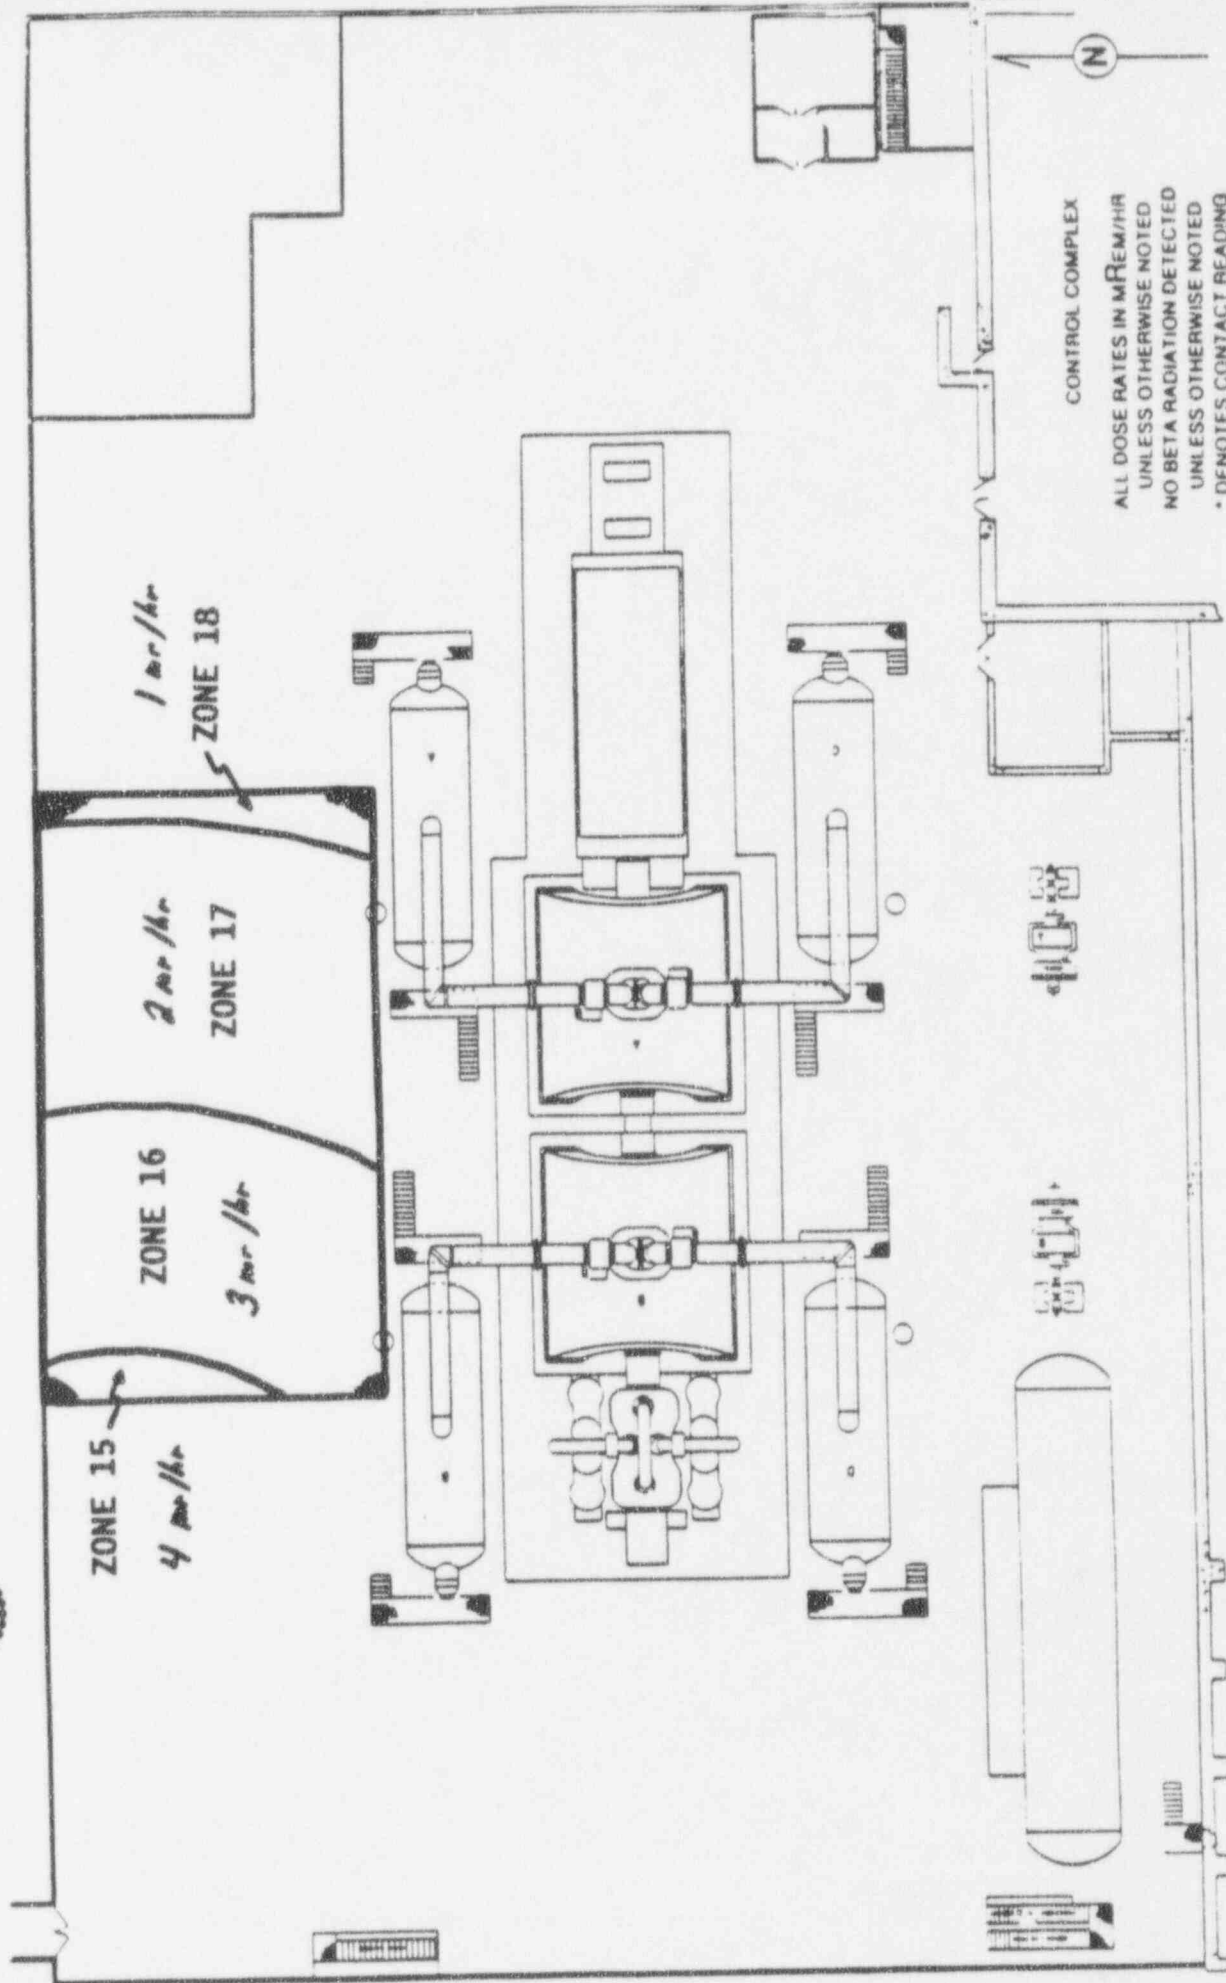 ZONE 15
4 mr/hr
ZONE 16
3 mr/hr
2 mr/hr
ZONE 17
1 mr/hr
ZONE 18
N
CONTROL COMPLEX
ALL DOSE RATES IN MREM/HR
UNLESS OTHERWISE NOTED
NO BETA RADIATION DETECTED
UNLESS OTHERWISE NOTED
* DENOTES CONTACT READING